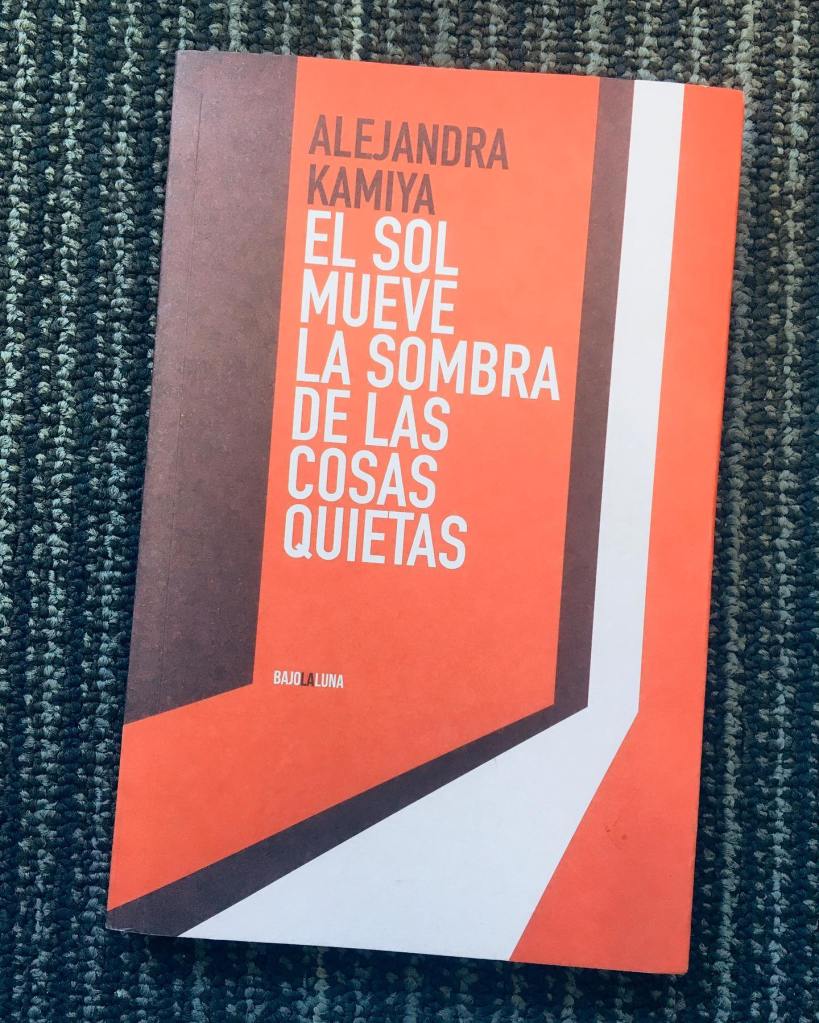 ALEJANDRA
KAMIYA
EL SOL
MUEVE
LA SOMBRA
DE LAS
COSAS
QUIETAS
BAJOLALUNA